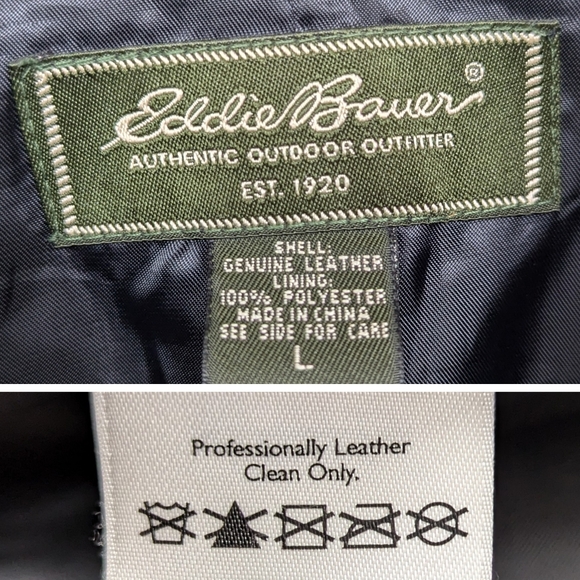 Eddie Bauer®
AUTHENTIC OUTDOOR OUTFITTER
EST. 1920
SHELL:
GENUINE LEATHER
LINING:
100% POLYESTER
MADE IN CHINA
SEE SIDE FOR CARE
L
Professionally Leather
Clean Only.